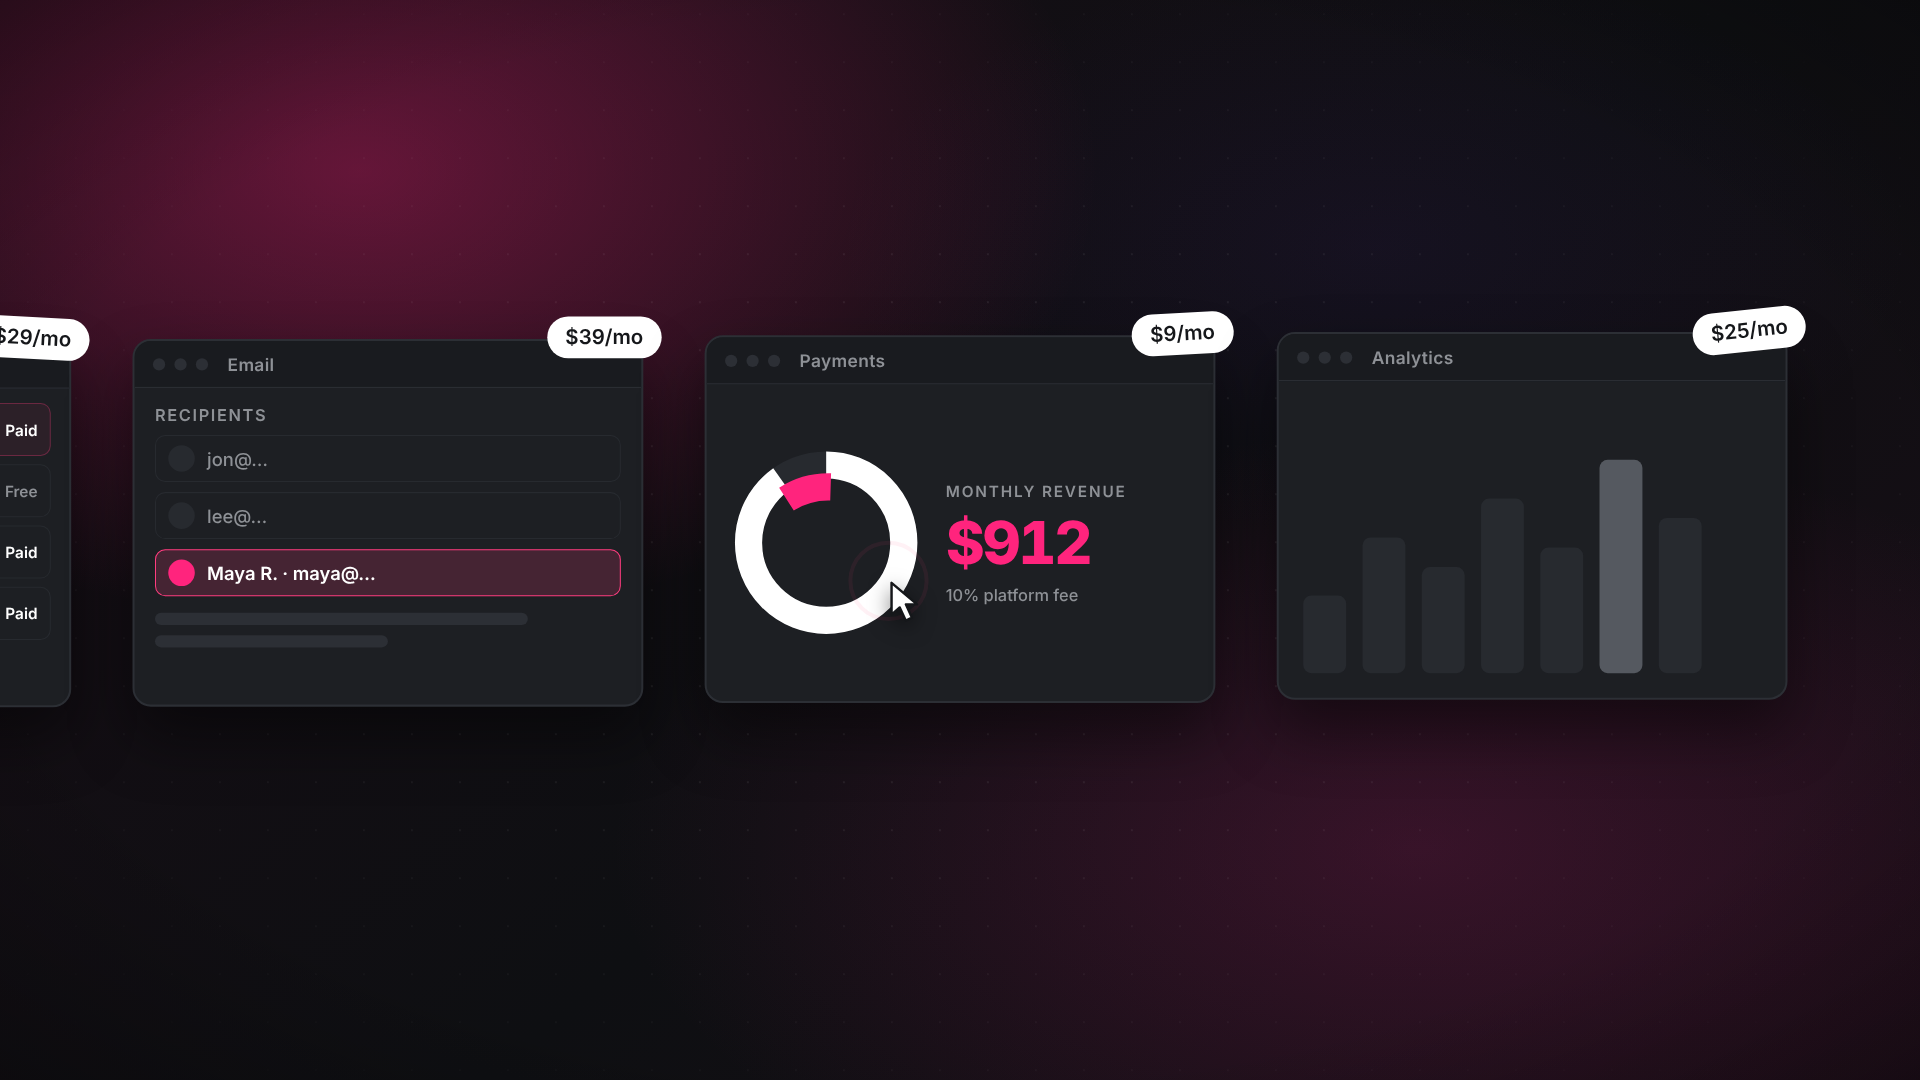 $29/mo
Paid
Free
Paid
Paid
$39/mo
Email
RECIPIENTS
jon@...
lee@...
Maya R. · maya@...
$9/mo
Payments
MONTHLY REVENUE
$912
10% platform fee
$25/mo
Analytics